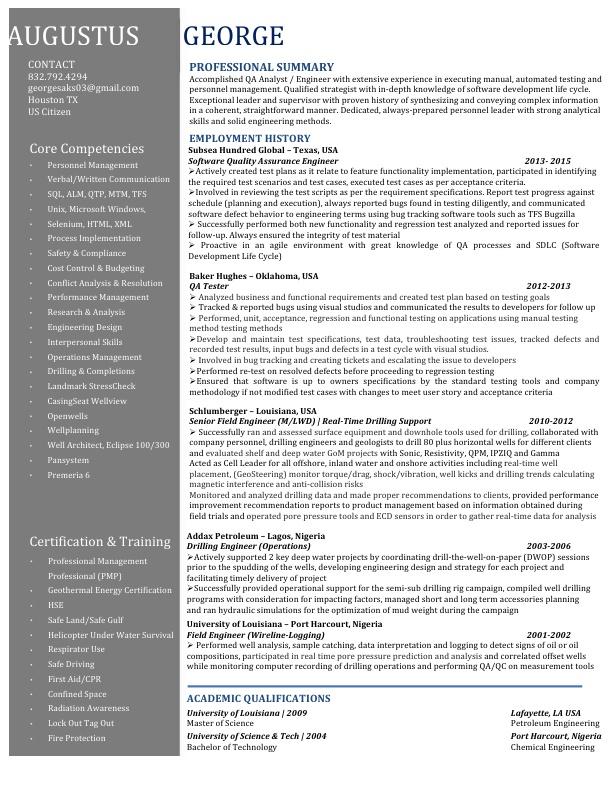 AUGUSTUS GEORGE
CONTACT
832.792.4294
georgesaks03@gmail.com
Houston TX
US Citizen
Core Competencies
• Personnel Management
• Verbal/Written Communication
• SQL, ALM, QTP, MTM, TFS
• Unix, Microsoft Windows,
• Selenium, HTML, XML
• Process Implementation
• Safety & Compliance
• Cost Control & Budgeting
• Conflict Analysis & Resolution
• Performance Management
• Research & Analysis
• Engineering Design
• Interpersonal Skills
• Operations Management
• Drilling & Completions
• Landmark StressCheck
• CasingSeat Wellview
• Openwells
• Wellplanning
• Well Architect, Eclipse 100/300
• Pansystem
• Premeria 6
Certification & Training
• Professional Management
Professional (PMP)
• Geothermal Energy Certification
• HSE
• Safe Land/Safe Gulf
• Helicopter Under Water Survival
• Respirator Use
• Safe Driving
• First Aid/CPR
• Confined Space
• Radiation Awareness
• Lock Out Tag Out
• Fire Protection
PROFESSIONAL SUMMARY
Accomplished QA Analyst / Engineer with extensive experience in executing manual, automated testing and
personnel management. Qualified strategist with in-depth knowledge of software development life cycle.
Exceptional leader and supervisor with proven history of synthesizing and conveying complex information
in a coherent, straightforward manner. Dedicated, always-prepared personnel leader with strong analytical
skills and solid engineering methods.
EMPLOYMENT HISTORY
Subsea Hundred Global – Texas, USA
Software Quality Assurance Engineer 2013- 2015
➢Actively created test plans as it relate to feature functionality implementation, participated in identifying
the required test scenarios and test cases, executed test cases as per acceptance criteria.
➢Involved in reviewing the test scripts as per the requirement specifications. Report test progress against
schedule (planning and execution), always reported bugs found in testing diligently, and communicated
software defect behavior to engineering terms using bug tracking software tools such as TFS Bugzilla
➢ Successfully performed both new functionality and regression test analyzed and reported issues for
follow-up. Always ensured the integrity of test material
➢ Proactive in an agile environment with great knowledge of QA processes and SDLC (Software
Development Life Cycle)
Baker Hughes – Oklahoma, USA
QA Tester 2012-2013
➢ Analyzed business and functional requirements and created test plan based on testing goals
➢ Tracked & reported bugs using visual studios and communicated the results to developers for follow up
➢ Performed, unit, acceptance, regression and functional testing on applications using manual testing
method testing methods
➢Develop and maintain test specifications, test data, troubleshooting test issues, tracked defects and
recorded test results, input bugs and defects in a test cycle with visual studios.
➢ Involved in bug tracking and creating tickets and escalating the issue to developers
➢Performed re-test on resolved defects before proceeding to regression testing
➢Ensured that software is up to owners specifications by the standard testing tools and company
methodology if not modified test cases with changes to meet user story and acceptance criteria
Schlumberger – Louisiana, USA
Senior Field Engineer (M/LWD) | Real-Time Drilling Support 2010-2012
➢ Successfully ran and assessed surface equipment and downhole tools used for drilling, collaborated with
company personnel, drilling engineers and geologists to drill 80 plus horizontal wells for different clients
and evaluated shelf and deep water GoM projects with Sonic, Resistivity, QPM, IPZIQ and Gamma
Acted as Cell Leader for all offshore, inland water and onshore activities including real-time well
placement, (GeoSteering) monitor torque/drag, shock/vibration, well kicks and drilling trends calculating
magnetic interference and anti-collision risks
Monitored and analyzed drilling data and made proper recommendations to clients, provided performance
improvement recommendation reports to product management based on information obtained during
field trials and operated pore pressure tools and ECD sensors in order to gather real-time data for analysis
Addax Petroleum – Lagos, Nigeria
Drilling Engineer (Operations) 2003-2006
➢Actively supported 2 key deep water projects by coordinating drill-the-well-on-paper (DWOP) sessions
prior to the spudding of the wells, developing engineering design and strategy for each project and
facilitating timely delivery of project
➢Successfully provided operational support for the semi-sub drilling rig campaign, compiled well drilling
programs with consideration for impacting factors, managed short and long term accessories planning
and ran hydraulic simulations for the optimization of mud weight during the campaign
University of Louisiana – Port Harcourt, Nigeria
Field Engineer (Wireline-Logging) 2001-2002
➢ Performed well analysis, sample catching, data interpretation and logging to detect signs of oil or oil
compositions, participated in real time pore pressure prediction and analysis and correlated offset wells
while monitoring computer recording of drilling operations and performing QA/QC on measurement tools
ACADEMIC QUALIFICATIONS
University of Louisiana | 2009 Lafayette, LA USA
Master of Science Petroleum Engineering
University of Science & Tech | 2004 Port Harcourt, Nigeria
Bachelor of Technology Chemical Engineering